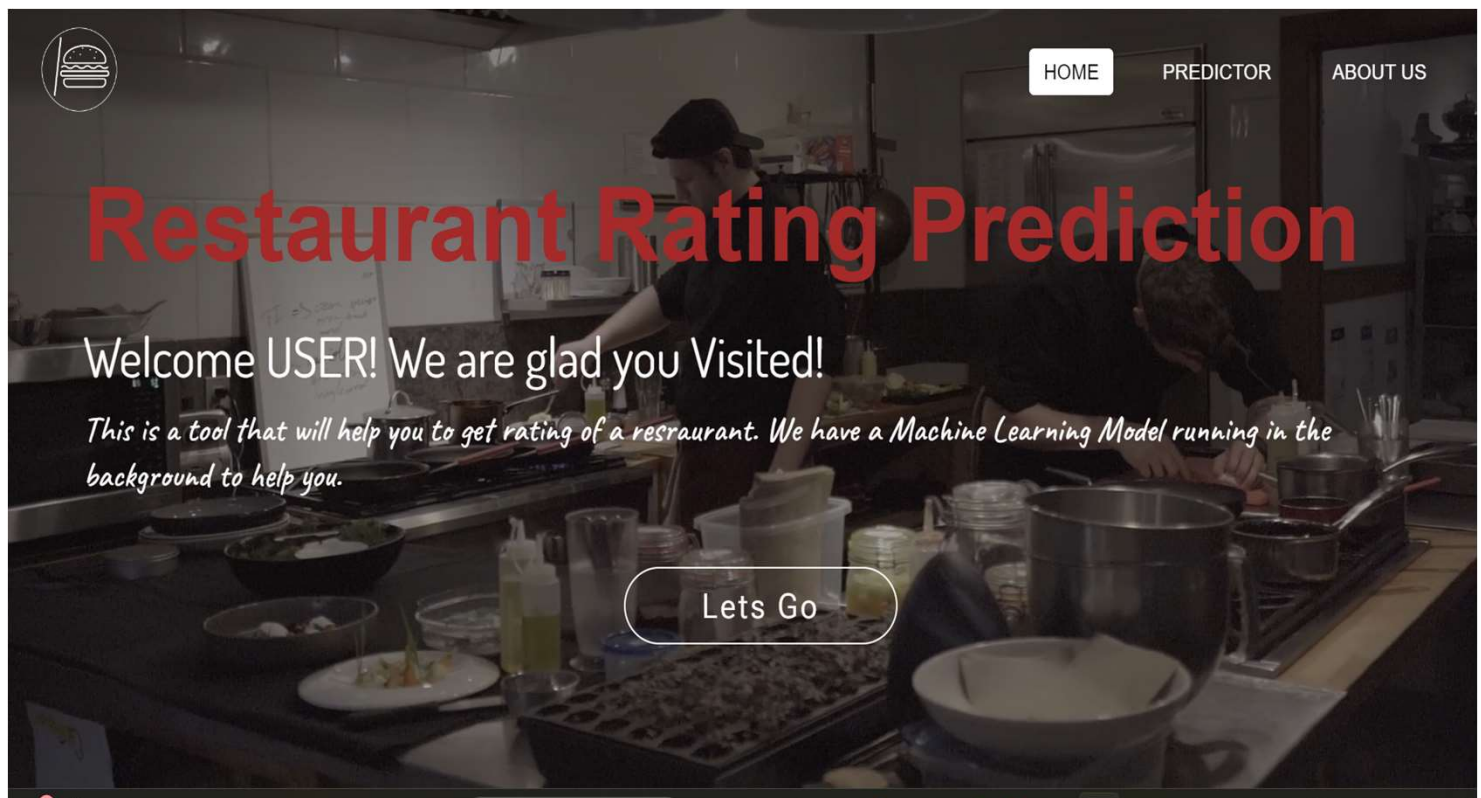 HOME PREDICTOR ABOUT US
Restaurant Rating Prediction
Welcome USER! We are glad you Visited!
This is a tool that will help you to get rating of a resraurant. We have a Machine Learning Model running in the
background to help you.
Lets Go